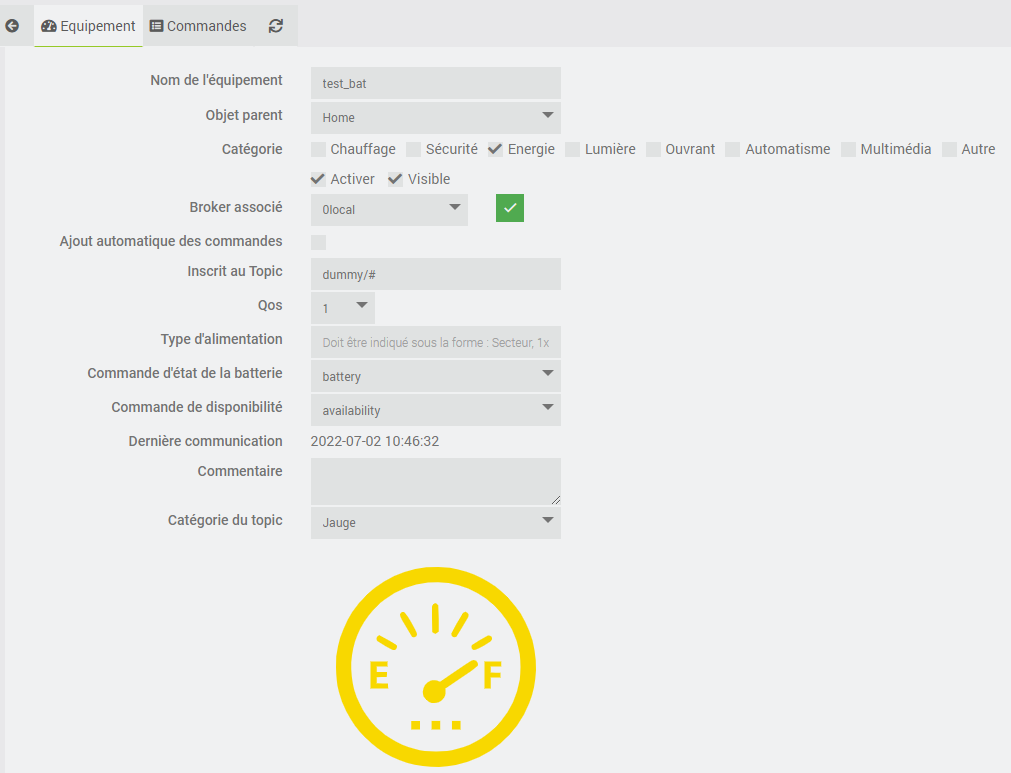 Equipement Commandes
Nom de l'équipement test_bat
Objet parent Home
Catégorie Chauffage Sécurité Energie Lumière Ouvrant Automatisme Multimédia Autre
Activer Visible
Broker associé 0local
Ajout automatique des commandes
Inscrit au Topic dummy/#
Qos 1
Type d'alimentation Doit être indiqué sous la forme : Secteur, 1x
Commande d'état de la batterie battery
Commande de disponibilité availability
Dernière communication 2022-07-02 10:46:32
Commentaire
Catégorie du topic Jauge
E F